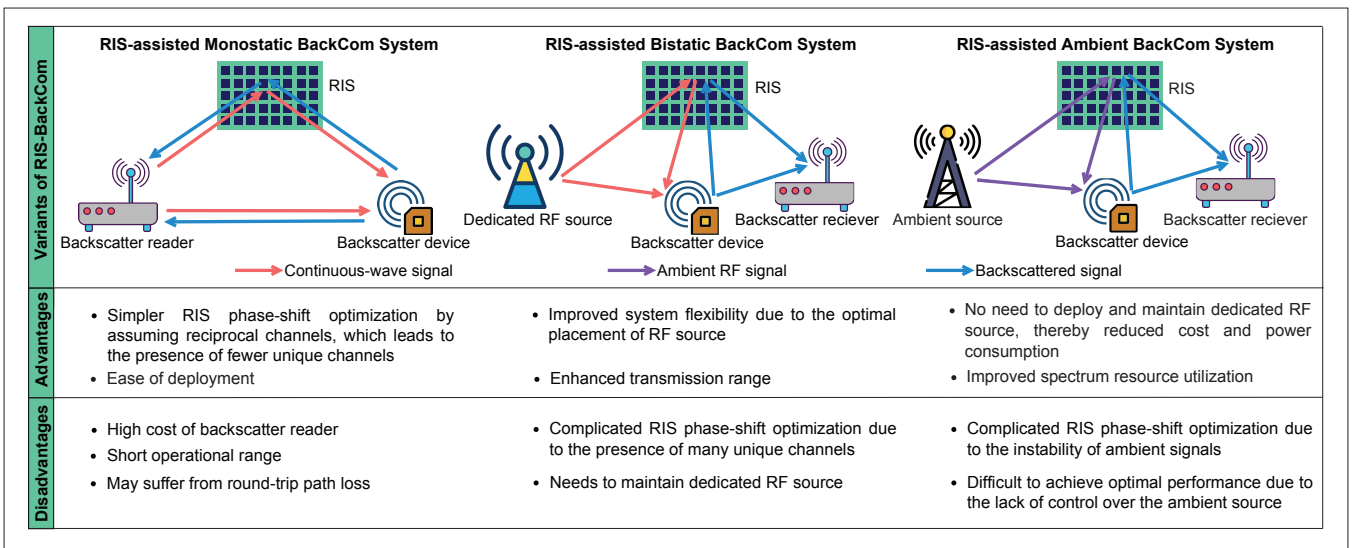 Variants of RIS-BackCom
RIS-assisted Monostatic BackCom System
RIS
Backscatter reader
Backscatter device
RIS-assisted Bistatic BackCom System
RIS
Dedicated RF source
Backscatter device
Backscatter reciever
RIS-assisted Ambient BackCom System
RIS
Ambient source
Backscatter device
Backscatter reciever
Continuous-wave signal
Ambient RF signal
Backscattered signal
Advantages
• Simpler RIS phase-shift optimization by
assuming reciprocal channels, which leads to
the presence of fewer unique channels
• Ease of deployment
• Improved system flexibility due to the optimal
placement of RF source
• Enhanced transmission range
• No need to deploy and maintain dedicated RF
source, thereby reduced cost and power
consumption
• Improved spectrum resource utilization
Disadvantages
• High cost of backscatter reader
• Short operational range
• May suffer from round-trip path loss
• Complicated RIS phase-shift optimization due
to the presence of many unique channels
• Needs to maintain dedicated RF source
• Complicated RIS phase-shift optimization due
to the instability of ambient signals
• Difficult to achieve optimal performance due to
the lack of control over the ambient source